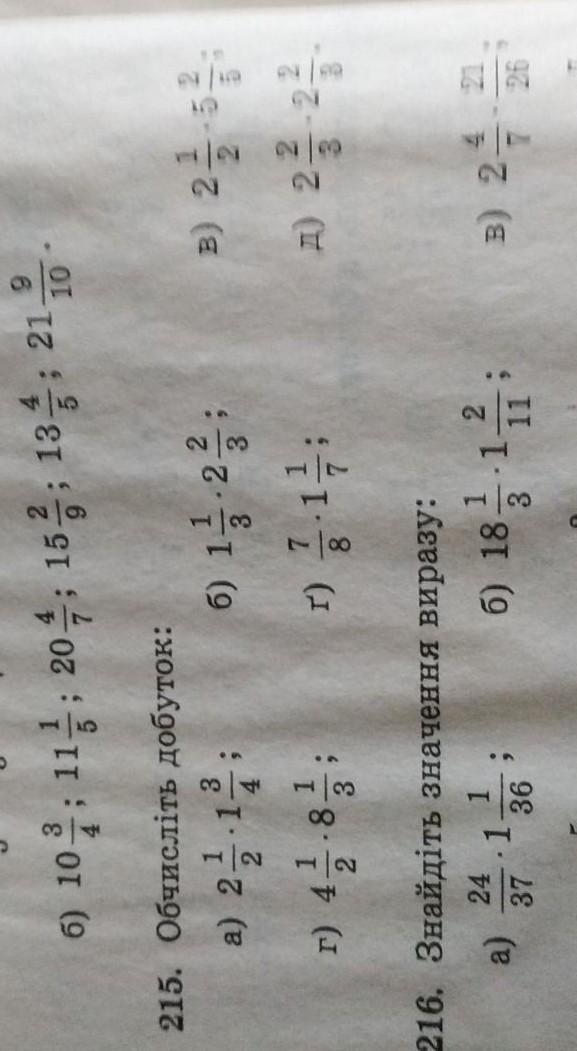 б) 10 3/4; 11 1/5; 20 4/7; 15 2/9; 13 4/5; 21 9/10.
215. Обчисліть добуток:
а) 2 1/2 · 1 3/4; б) 1 1/3 · 2 2/3; в) 2 1/2 · 5 2/5;
г) 4 1/2 · 8 1/3; ґ) 7/8 · 1 1/7; д) 2 2/3 · 2 2/3.
216. Знайдіть значення виразу:
а) 24/37 · 1 1/36; б) 18 1/3 · 1 2/11; в) 2 4/7 · 21/26;